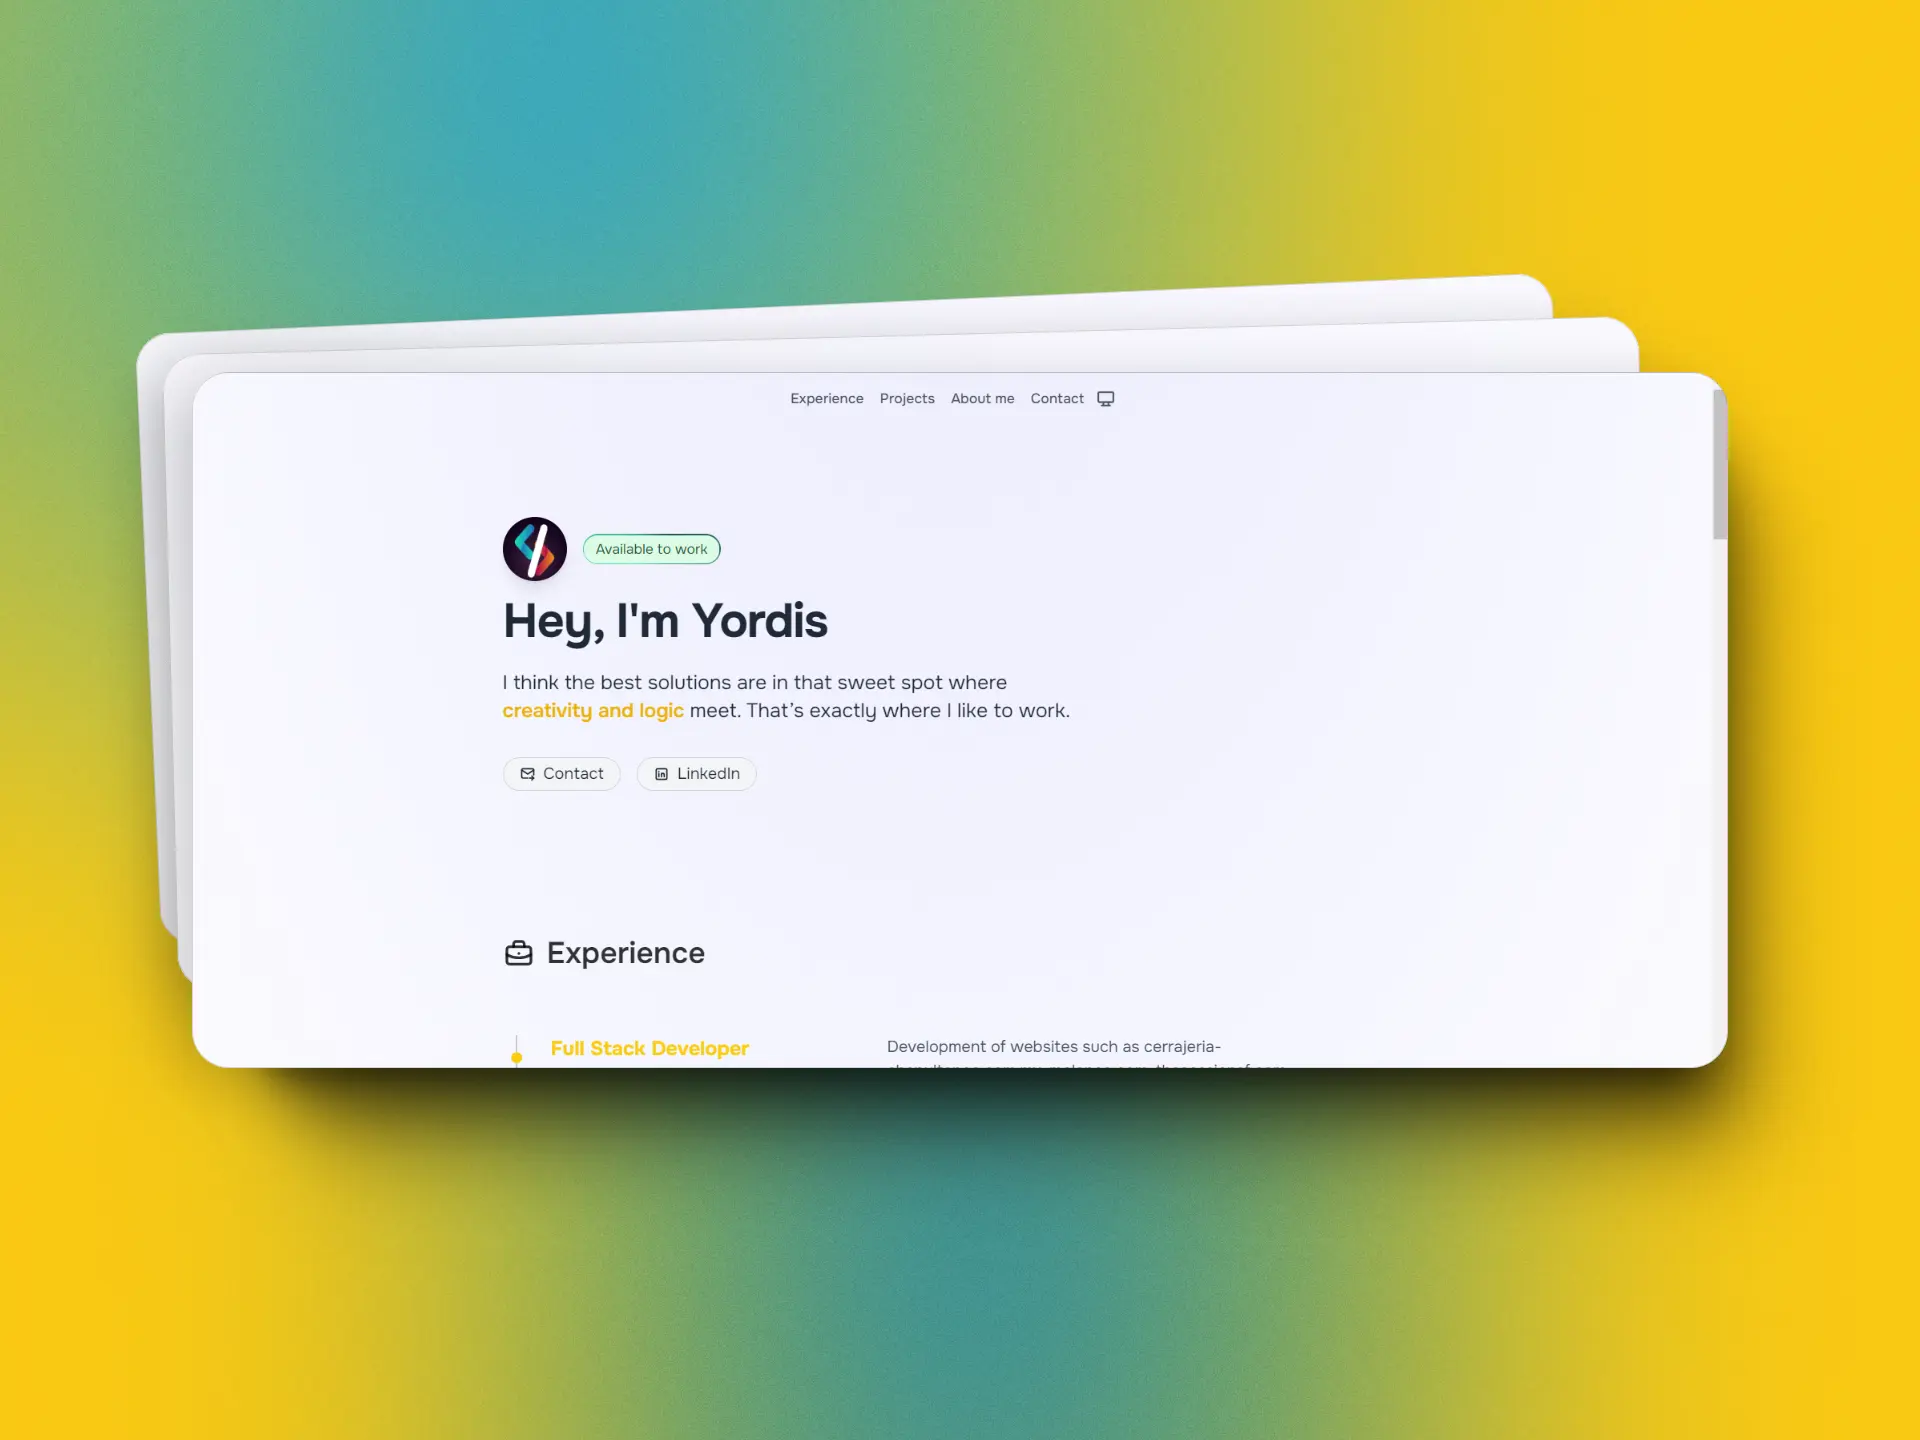 Experience Projects About me Contact
Available to work
Hey, I'm Yordis
I think the best solutions are in that sweet spot where
creativity and logic meet. That’s exactly where I like to work.
Contact LinkedIn
Experience
Full Stack Developer
Development of websites such as cerrajeria-